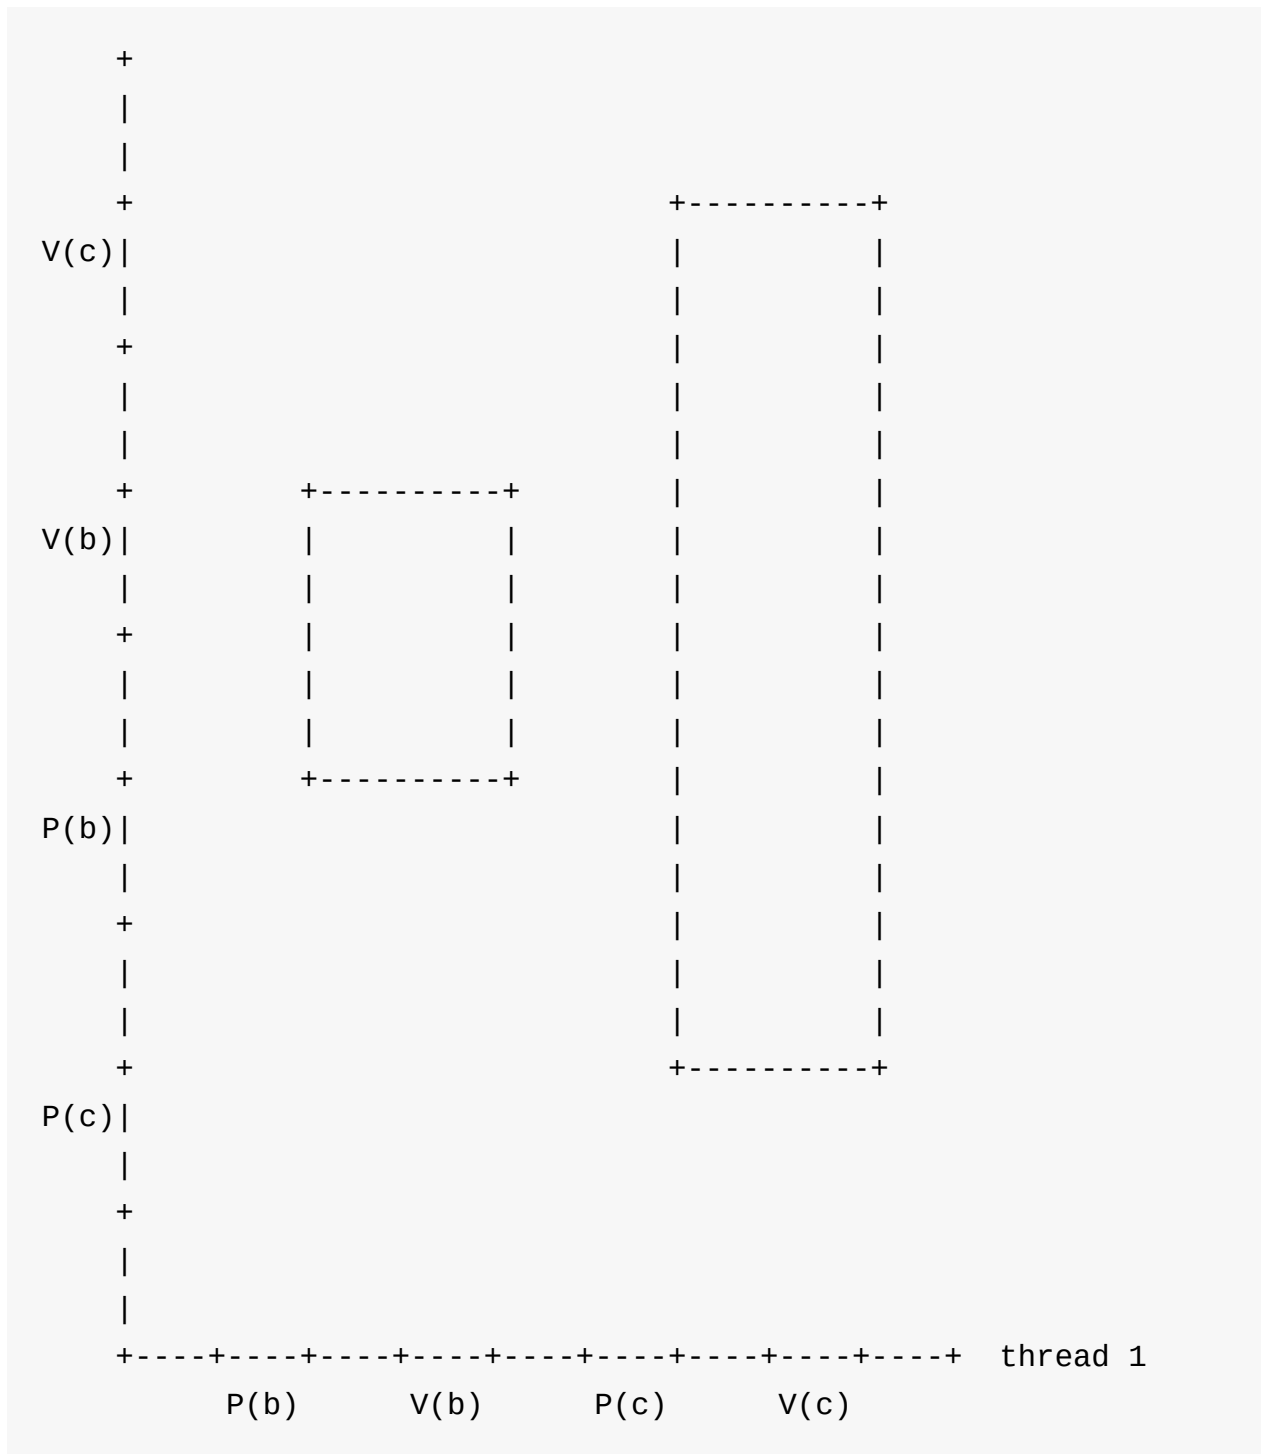 +
|
|
+                             +----------+
V(c)|                             |          |
|                             |          |
+                             |          |
|                             |          |
|                             |          |
+         +----------+        |          |
V(b)|         |          |        |          |
|         |          |        |          |
+         |          |        |          |
|         |          |        |          |
|         |          |        |          |
+         +----------+        |          |
P(b)|                             |          |
|                             |          |
+                             |          |
|                             |          |
|                             |          |
+                             +----------+
P(c)|
|
+
|
|
+----+----+----+----+----+----+----+----+----+  thread 1
P(b)      V(b)      P(c)      V(c)